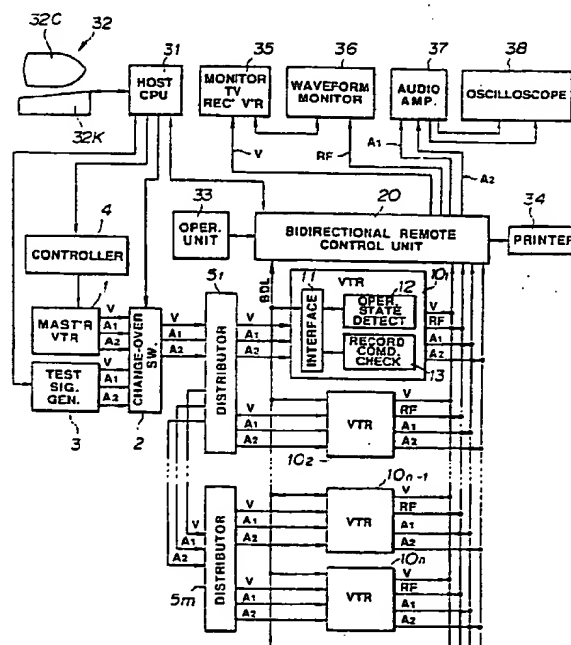 32C
32
31
35
36
37
38
HOST
CPU
MONITOR
TV
REC'V'R
WAVEFORM
MONITOR
AUDIO
AMP.
OSCILLOSCOPE
32K
V
RF
A1
A2
4
33
20
34
CONTROLLER
OPER.
UNIT
BIDIRECTIONAL REMOTE
CONTROL UNIT
PRINTER
1
51
BDL
11
VTR
12
101
MAST'R
VTR
V
A1
A2
CHANGE-OVER
SW.
V
A1
A2
DISTRIBUTOR
V
A1
A2
INTERFACE
OPER.
STATE
DETECT
RECORD
COMD.
CHECK
13
V
RF
A1
A2
TEST
SIG.
GEN.
V
A1
A2
3
2
V
A1
A2
VTR
102
V
RF
A1
A2
V
A1
A2
DISTRIBUTOR
5m
V
A1
A2
VTR
10n-1
V
RF
A1
A2
V
A1
A2
VTR
10n
V
RF
A1
A2